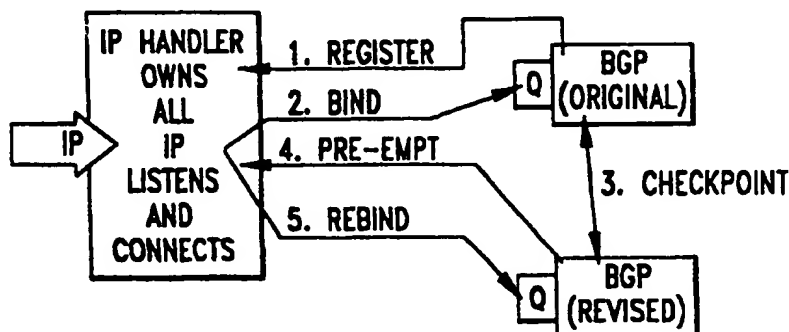 IP HANDLER
OWNS
ALL
IP
LISTENS
AND
CONNECTS
IP
1. REGISTER
2. BIND
4. PRE-EMPT
5. REBIND
Q
BGP
(ORIGINAL)
3. CHECKPOINT
Q
BGP
(REVISED)